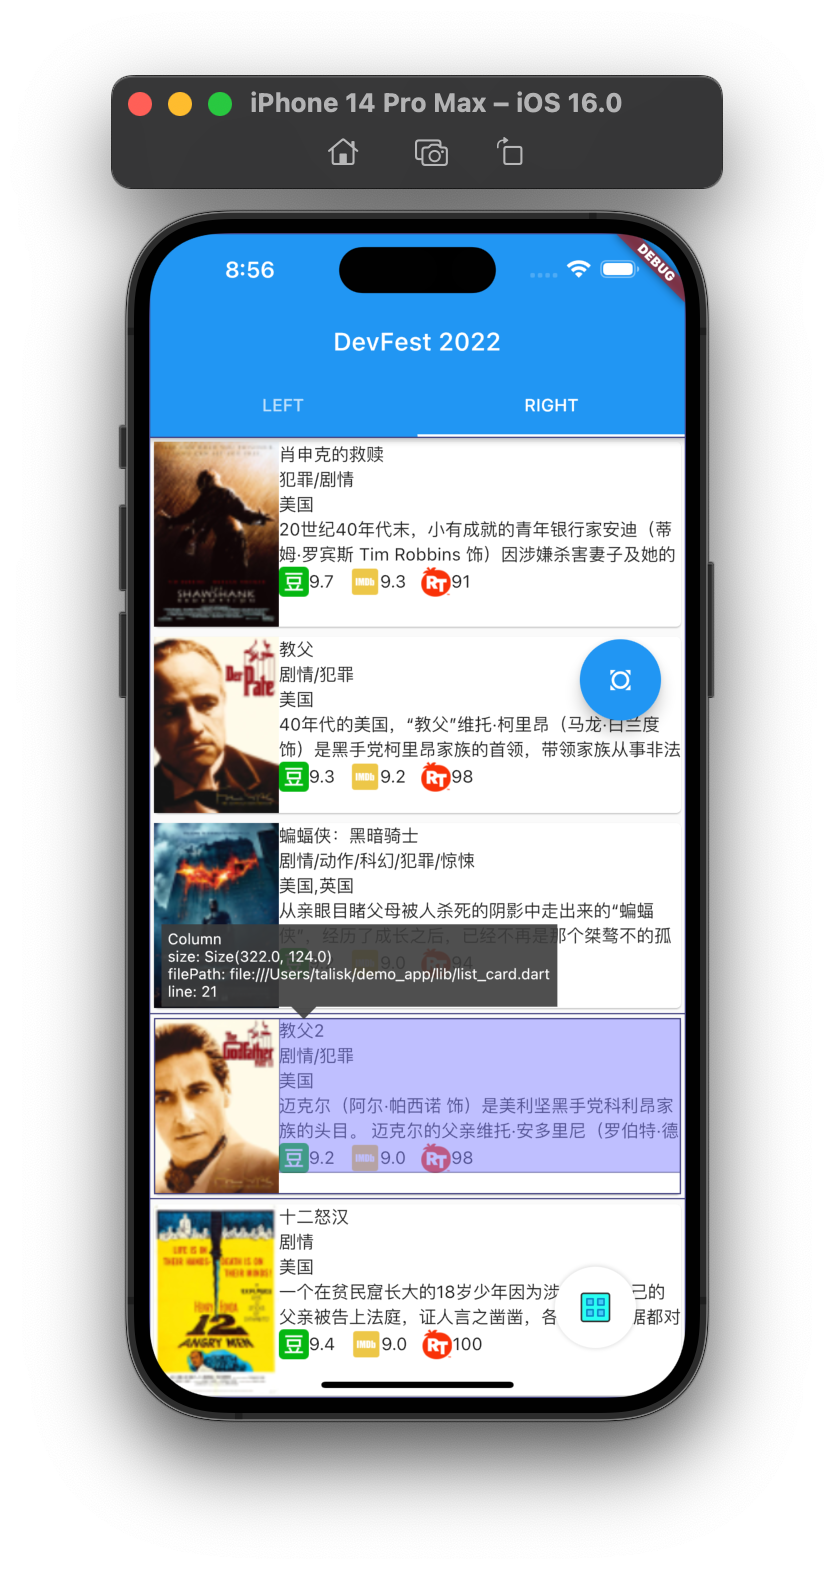 iPhone 14 Pro Max – iOS 16.0
8:56
DEBUG
DevFest 2022
LEFT
RIGHT
肖申克的救赎
犯罪/剧情
美国
20世纪40年代末，小有成就的青年银行家安迪（蒂
姆·罗宾斯 Tim Robbins 饰）因涉嫌杀害妻子及她的
豆 9.7 IMDb 9.3 RT 91
SHAWSHANK
REDEMPTION
Der
Pate
教父
剧情/犯罪
美国
40年代的美国，“教父”维托·柯里昂（马龙·白兰度
饰）是黑手党柯里昂家族的首领，带领家族从事非法
豆 9.3 IMDb 9.2 RT 98
蝙蝠侠：黑暗骑士
剧情/动作/科幻/犯罪/惊悚
美国,英国
从亲眼目睹父母被人杀死的阴影中走出来的“蝙蝠
侠”，经历了成长之后，已经不再是那个桀骜不的孤
9.0 94
Column
size: Size(322.0, 124.0)
filePath: file:///Users/talisk/demo_app/lib/list_card.dart
line: 21
The
Godfather
教父2
剧情/犯罪
美国
迈克尔（阿尔·帕西诺 饰）是美利坚黑手党科利昂家
族的头目。 迈克尔的父亲维托·安多里尼（罗伯特·德
豆 9.2 IMDb 9.0 RT 98
LIFE IS IN
THEIR HANDS-
DEATH IS ON
THEIR MINDS!
HENRY FONDA
12
ANGRY MEN
十二怒汉
剧情
美国
一个在贫民窟长大的18岁少年因为涉 己的
父亲被告上法庭，证人言之凿凿，各 据都对
豆 9.4 IMDb 9.0 RT 100